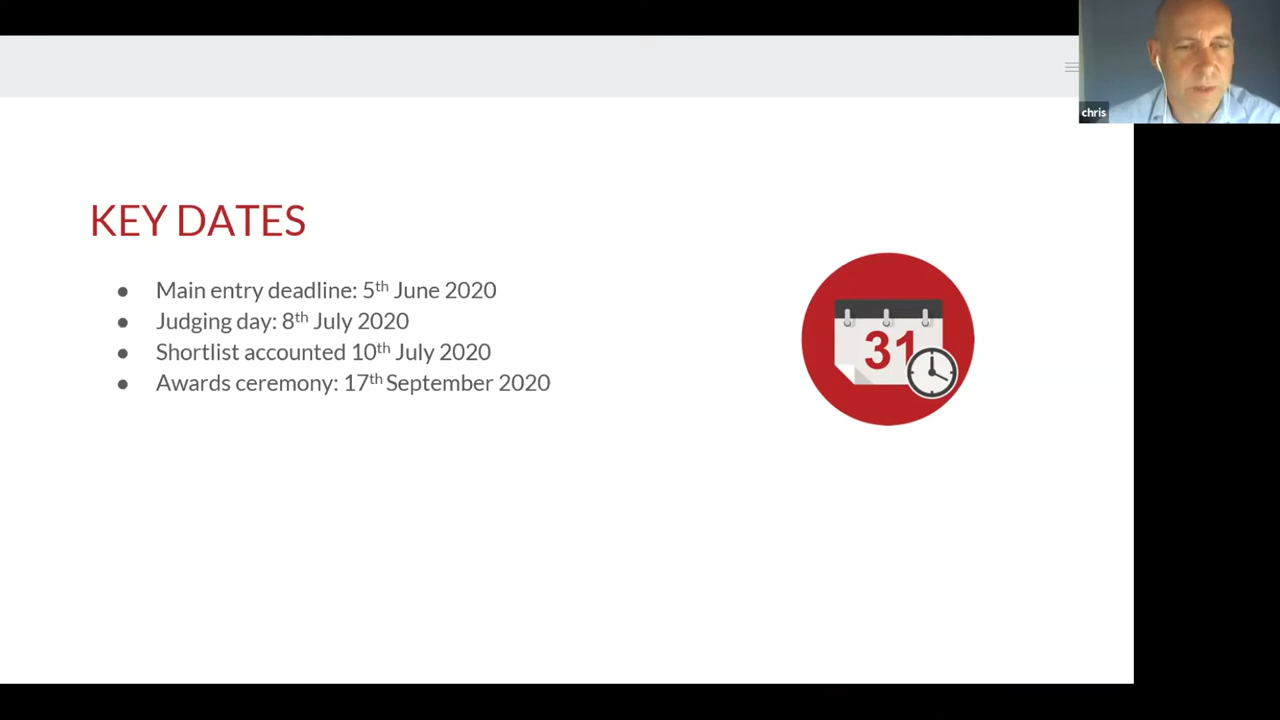 chris
KEY DATES
● Main entry deadline: 5th June 2020
● Judging day: 8th July 2020
● Shortlist accounted 10th July 2020
● Awards ceremony: 17th September 2020
31